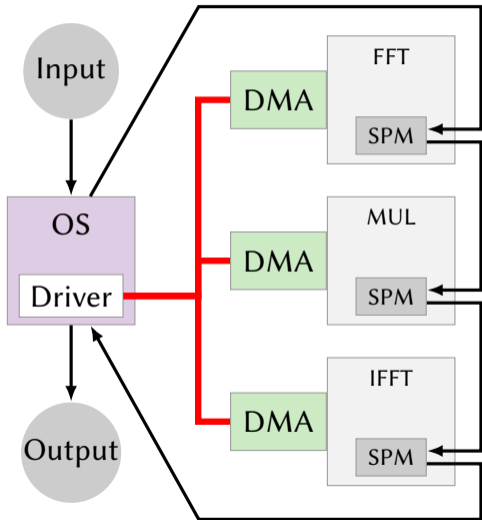 Input
OS
Driver
Output
DMA
FFT
SPM
DMA
MUL
SPM
DMA
IFFT
SPM